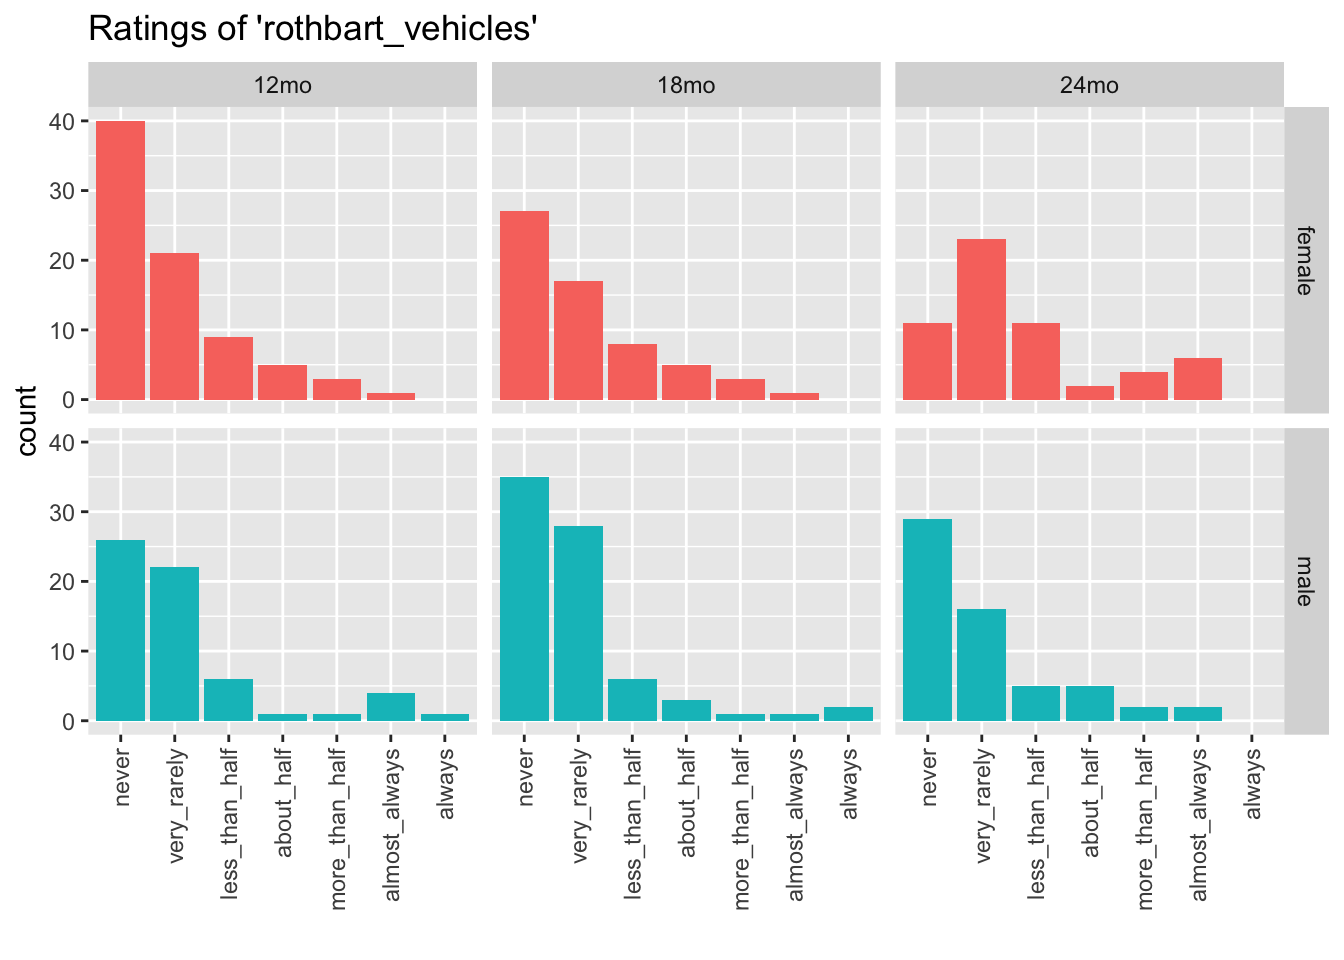 Ratings of 'rothbart_vehicles'
12mo
18mo
24mo
count
40
30
20
10
0
female
40
30
20
10
0
male
never
very_rarely
less_than_half
about_half
more_than_half
almost_always
always
never
very_rarely
less_than_half
about_half
more_than_half
almost_always
always
never
very_rarely
less_than_half
about_half
more_than_half
almost_always
always